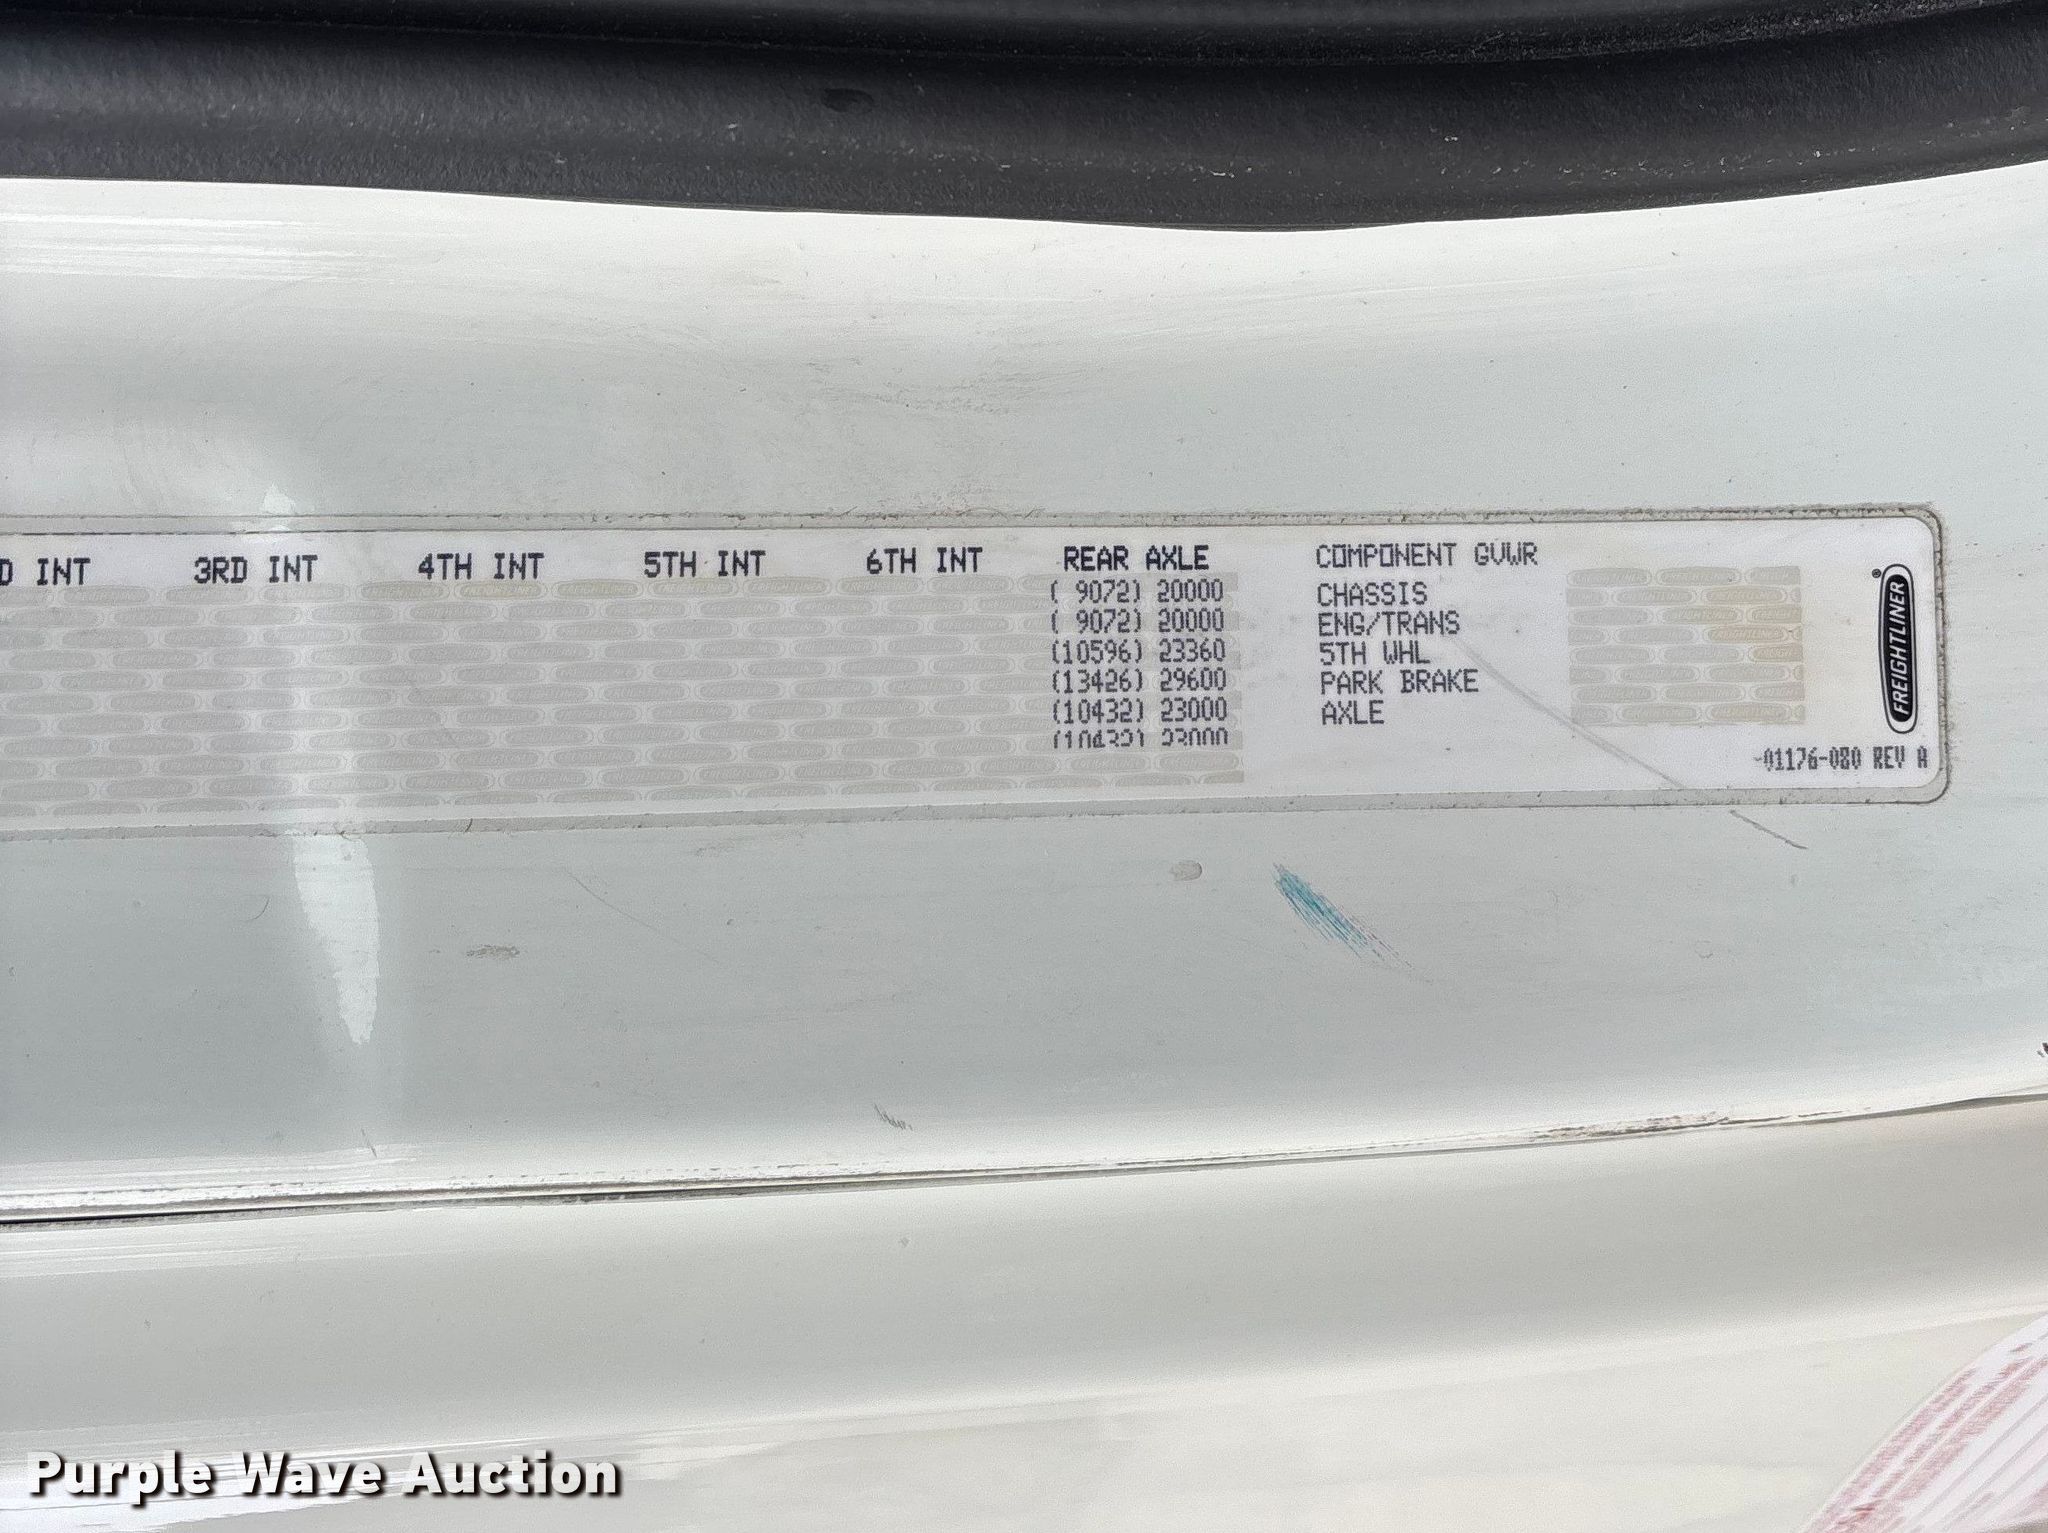 D INT 3RD INT 4TH INT 5TH INT 6TH INT REAR AXLE COMPONENT GVWR
( 9072) 20000 CHASSIS
( 9072) 20000 ENG/TRANS
(10596) 23360 5TH WHL
(13426) 29600 PARK BRAKE
(10432) 23000 AXLE
(10432) 23000
-01176-080 REV A
FREIGHTLINER
Purple Wave Auction